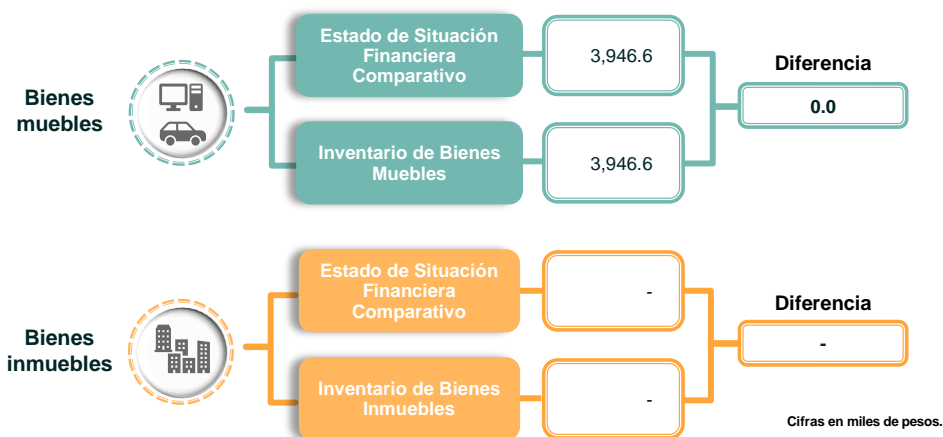 Bienes
muebles
Estado de Situación
Financiera
Comparativo
3,946.6
Inventario de Bienes
Muebles
3,946.6
Diferencia
0.0
Bienes
inmuebles
Estado de Situación
Financiera
Comparativo
-
Inventario de Bienes
Inmuebles
-
Diferencia
-
Cifras en miles de pesos.